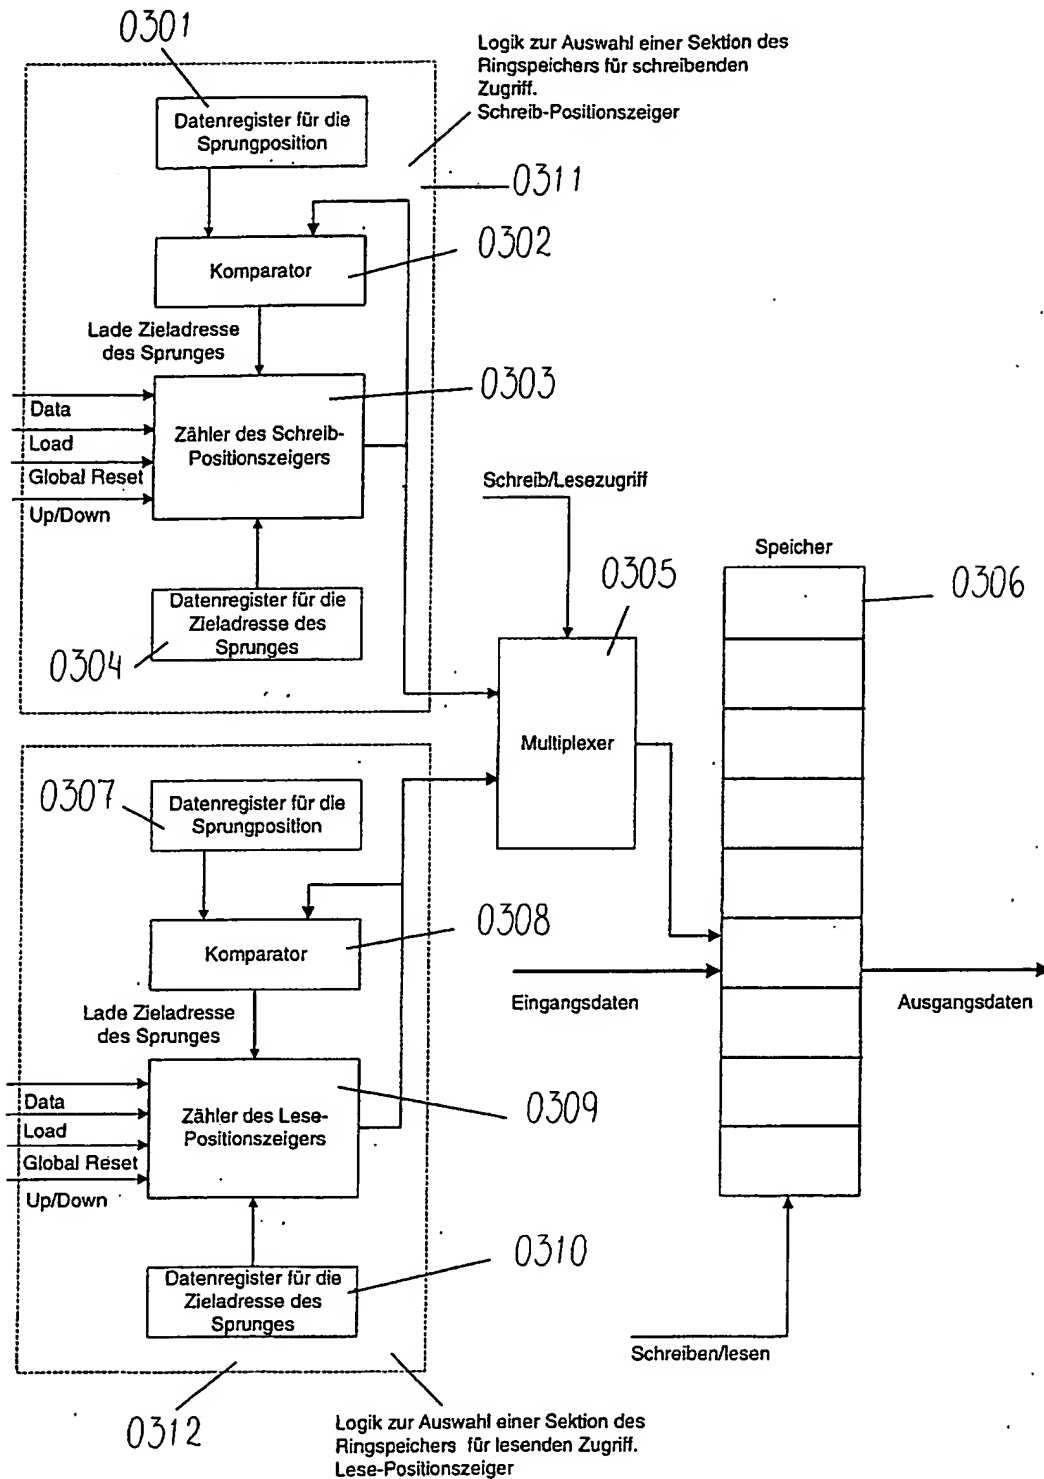 0301
Logik zur Auswahl einer Sektion des
Ringspeichers für schreibenden
Zugriff.
Schreib-Positionszeiger
Datenregister für die
Sprungposition
0311
0302
Komparator
Lade Zieladresse
des Sprunges
0303
Data
Load
Global Reset
Up/Down
Zähler des Schreib-
Positionszeigers
Schreib/Lesezugriff
Speicher
0305
0306
Datenregister für die
Zieladresse des
Sprunges
0304
Multiplexer
0307
Datenregister für die
Sprungposition
0308
Komparator
Eingangsdaten
Ausgangsdaten
Lade Zieladresse
des Sprunges
0309
Data
Load
Global Reset
Up/Down
Zähler des Lese-
Positionszeigers
0310
Datenregister für die
Zieladresse des
Sprunges
Schreiben/lesen
0312
Logik zur Auswahl einer Sektion des
Ringspeichers für lesenden Zugriff.
Lese-Positionszeiger